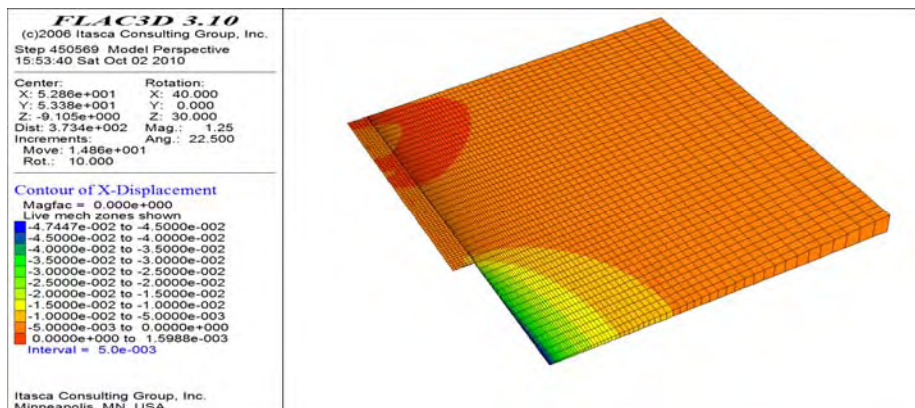 FLAC3D 3.10
(c)2006 Itasca Consulting Group, Inc.
Step 450569 Model Perspective
15:53:40 Sat Oct 02 2010
Center: Rotation:
X: 5.286e+001 X: 40.000
Y: 5.338e+001 Y: 0.000
Z: -9.105e+000 Z: 30.000
Dist: 3.734e+002 Mag.: 1.25
Increments: Ang.: 22.500
Move: 1.486e+001
Rot.: 10.000
Contour of X-Displacement
Magfac = 0.000e+000
Live mech zones shown
-4.7447e-002 to -4.5000e-002
-4.5000e-002 to -4.0000e-002
-4.0000e-002 to -3.5000e-002
-3.5000e-002 to -3.0000e-002
-3.0000e-002 to -2.5000e-002
-2.5000e-002 to -2.0000e-002
-2.0000e-002 to -1.5000e-002
-1.5000e-002 to -1.0000e-002
-1.0000e-002 to -5.0000e-003
-5.0000e-003 to 0.0000e+000
0.0000e+000 to 1.5988e-003
Interval = 5.0e-003
Itasca Consulting Group, Inc.
Minneapolis, MN USA